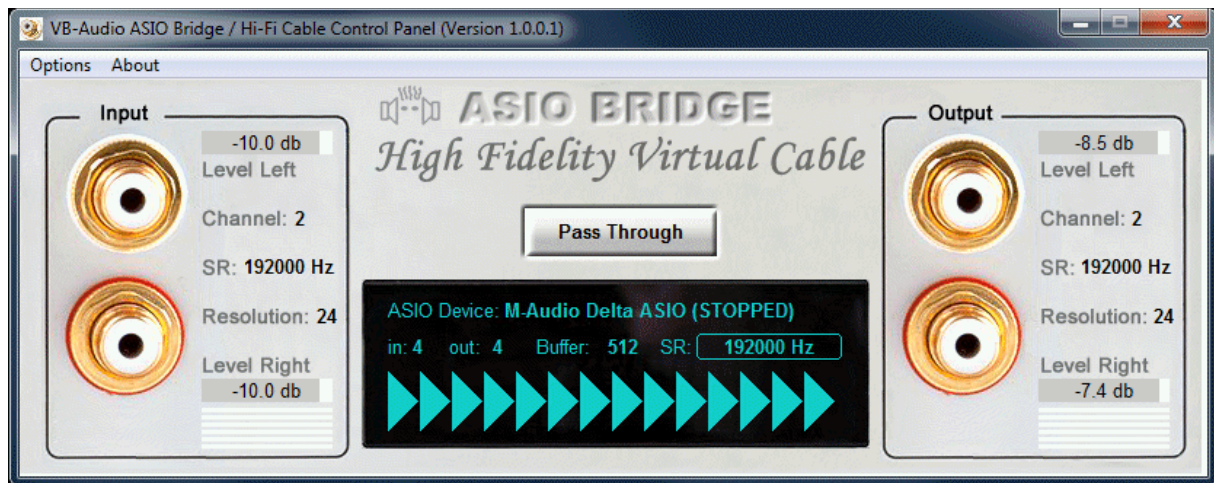 VB-Audio ASIO Bridge / Hi-Fi Cable Control Panel (Version 1.0.0.1)
Options About
Input
-10.0 db
Level Left
Channel: 2
SR: 192000 Hz
Resolution: 24
Level Right
-10.0 db
ASIO BRIDGE
High Fidelity Virtual Cable
Pass Through
ASIO Device: M-Audio Delta ASIO (STOPPED)
in: 4 out: 4 Buffer: 512 SR: 192000 Hz
Output
-8.5 db
Level Left
Channel: 2
SR: 192000 Hz
Resolution: 24
Level Right
-7.4 db